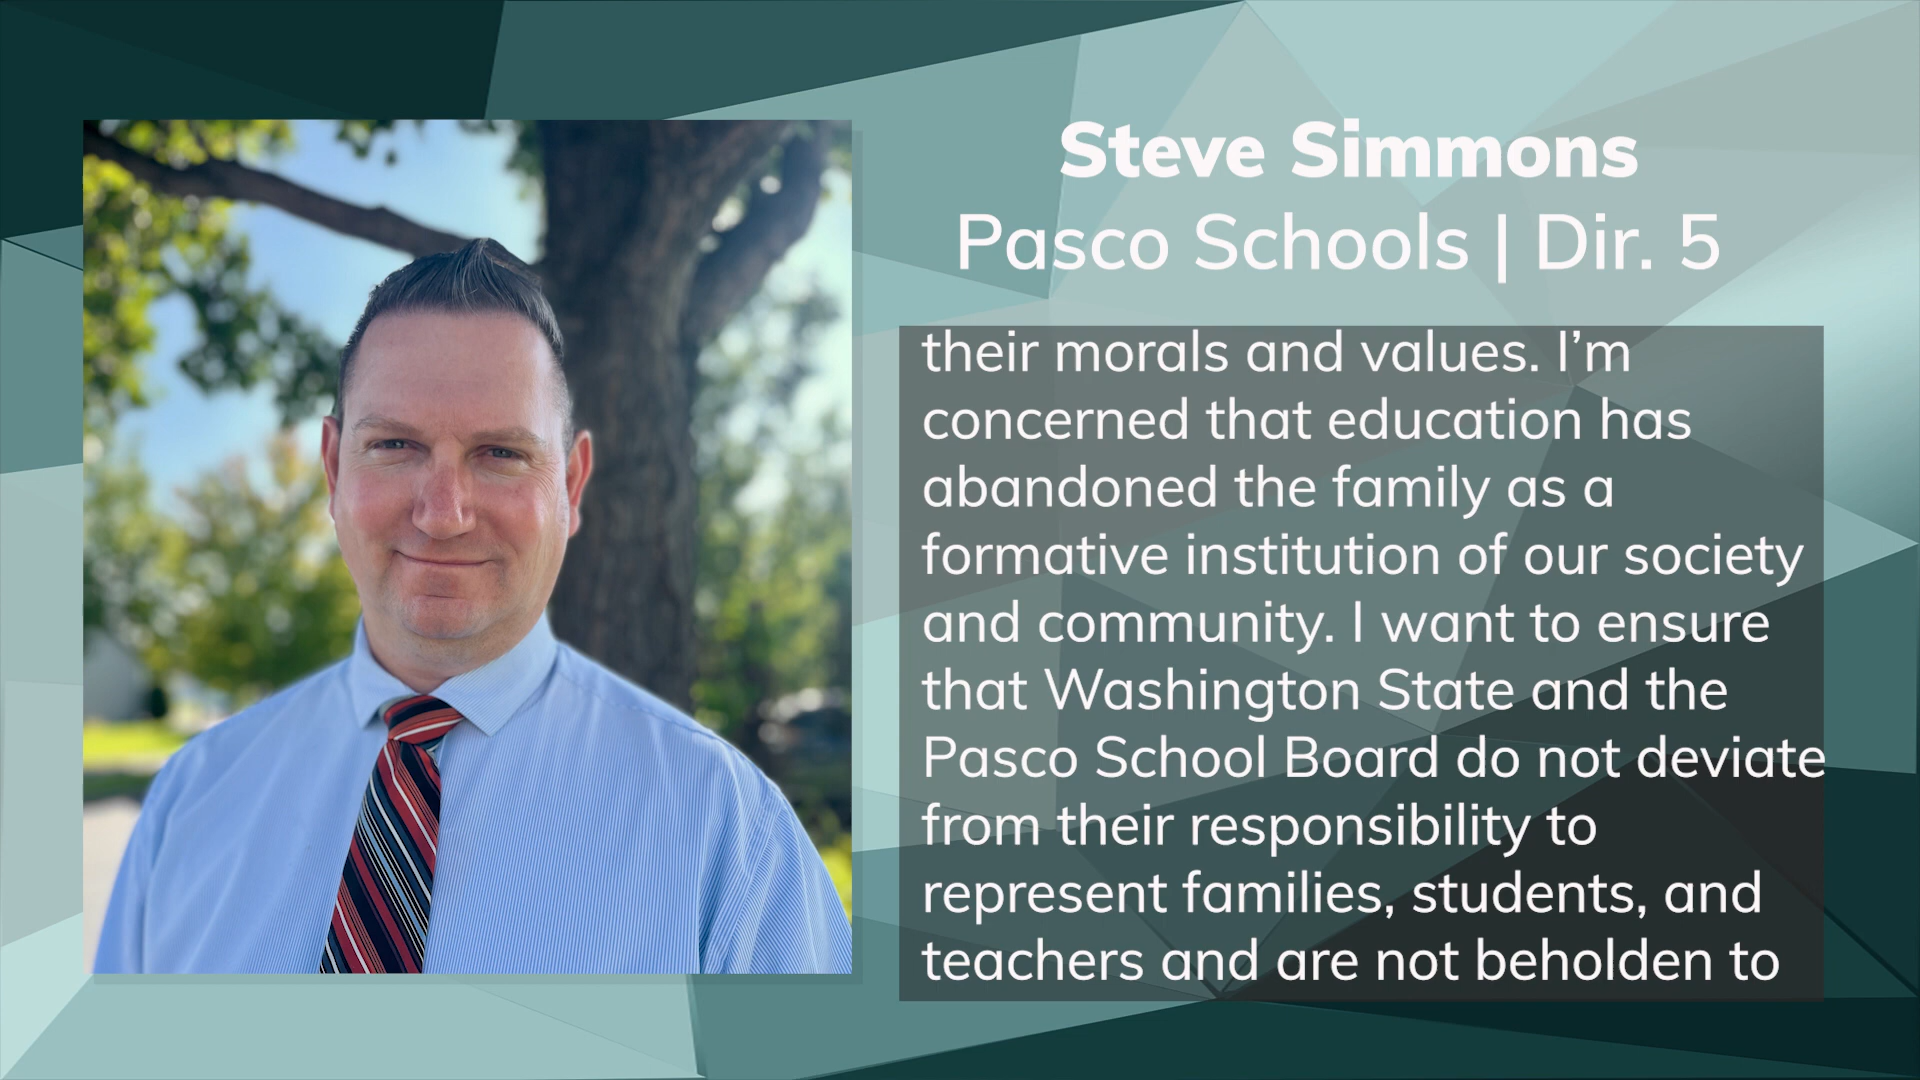 Steve Simmons
Pasco Schools | Dir. 5
their morals and values. I’m
concerned that education has
abandoned the family as a
formative institution of our society
and community. I want to ensure
that Washington State and the
Pasco School Board do not deviate
from their responsibility to
represent families, students, and
teachers and are not beholden to